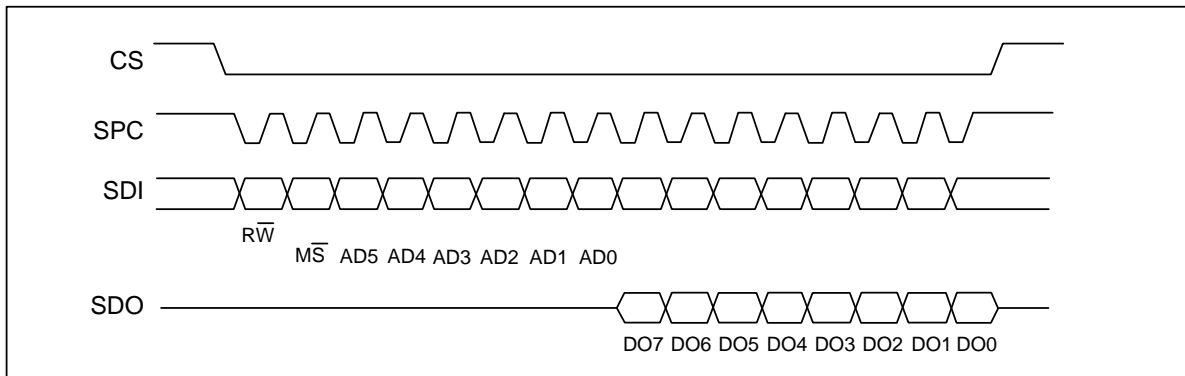 CS
SPC
SDI
RW̅
MS̅ AD5 AD4 AD3 AD2 AD1 AD0
SDO
DO7 DO6 DO5 DO4 DO3 DO2 DO1 DO0